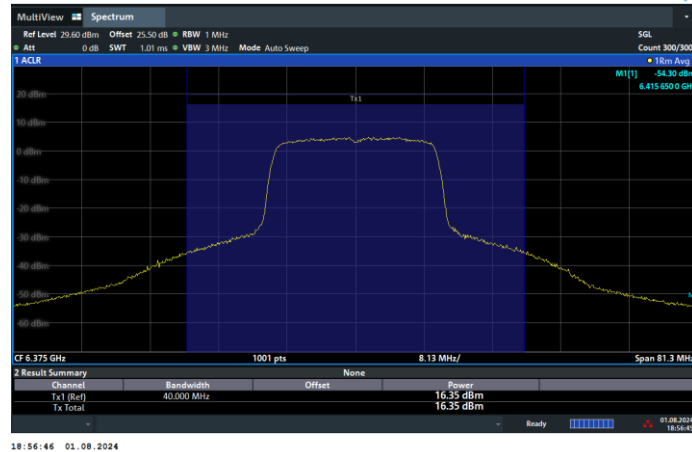 MultiView Spectrum
Ref Level 29.60 dBm Offset 25.50 dB RBW 1 MHz SGL
Att 0 dB SWT 1.01 ms VBW 3 MHz Mode Auto Sweep Count 300/300
1 ACLR 1Rm Avg
M1[1] -54.30 dBm
6.415 650 0 GHz
Tx1
20 dBm
10 dBm
0 dBm
-10 dBm
-20 dBm
-30 dBm
-40 dBm
-50 dBm
-60 dBm
CF 6.375 GHz 1001 pts 8.13 MHz/ Span 81.3 MHz
2 Result Summary None
Channel Bandwidth Offset Power
Tx1 (Ref) 40.000 MHz 16.35 dBm
Tx Total 16.35 dBm
Ready 01.08.2024
18:56:45
18:56:46 01.08.2024